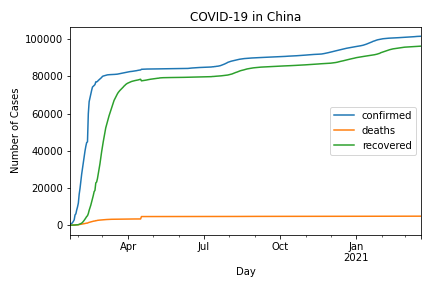 COVID-19 in China
Number of Cases
100000
80000
60000
40000
20000
0
confirmed
deaths
recovered
Apr
Jul
Oct
Jan
2021
Day